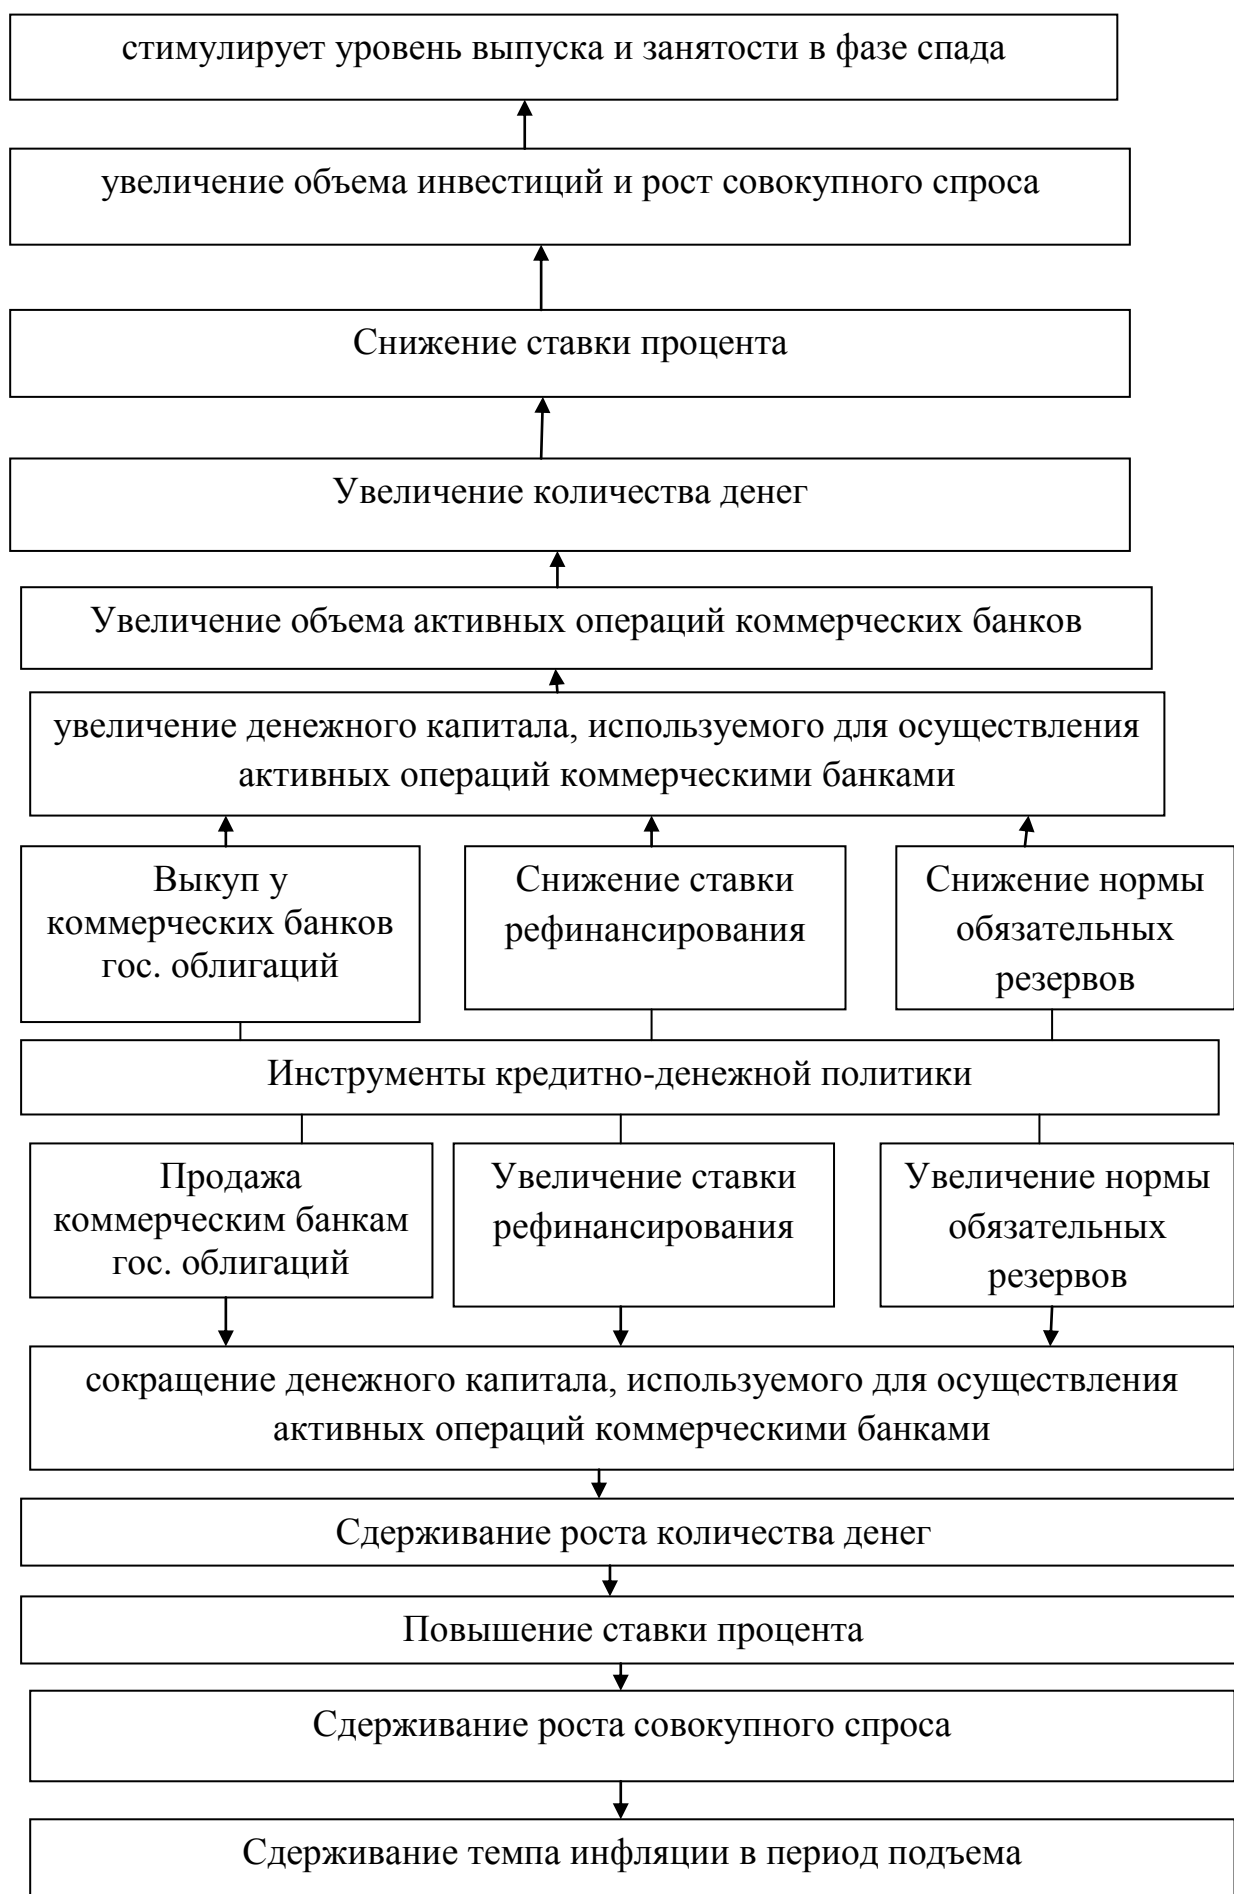 стимулирует уровень выпуска и занятости в фазе спада
увеличение объема инвестиций и рост совокупного спроса
Снижение ставки процента
Увеличение количества денег
Увеличение объема активных операций коммерческих банков
увеличение денежного капитала, используемого для осуществления
активных операций коммерческими банками
Выкуп у
коммерческих банков
гос. облигаций
Снижение ставки
рефинансирования
Снижение нормы
обязательных
резервов
Инструменты кредитно-денежной политики
Продажа
коммерческим банкам
гос. облигаций
Увеличение ставки
рефинансирования
Увеличение нормы
обязательных
резервов
сокращение денежного капитала, используемого для осуществления
активных операций коммерческими банками
Сдерживание роста количества денег
Повышение ставки процента
Сдерживание роста совокупного спроса
Сдерживание темпа инфляции в период подъема